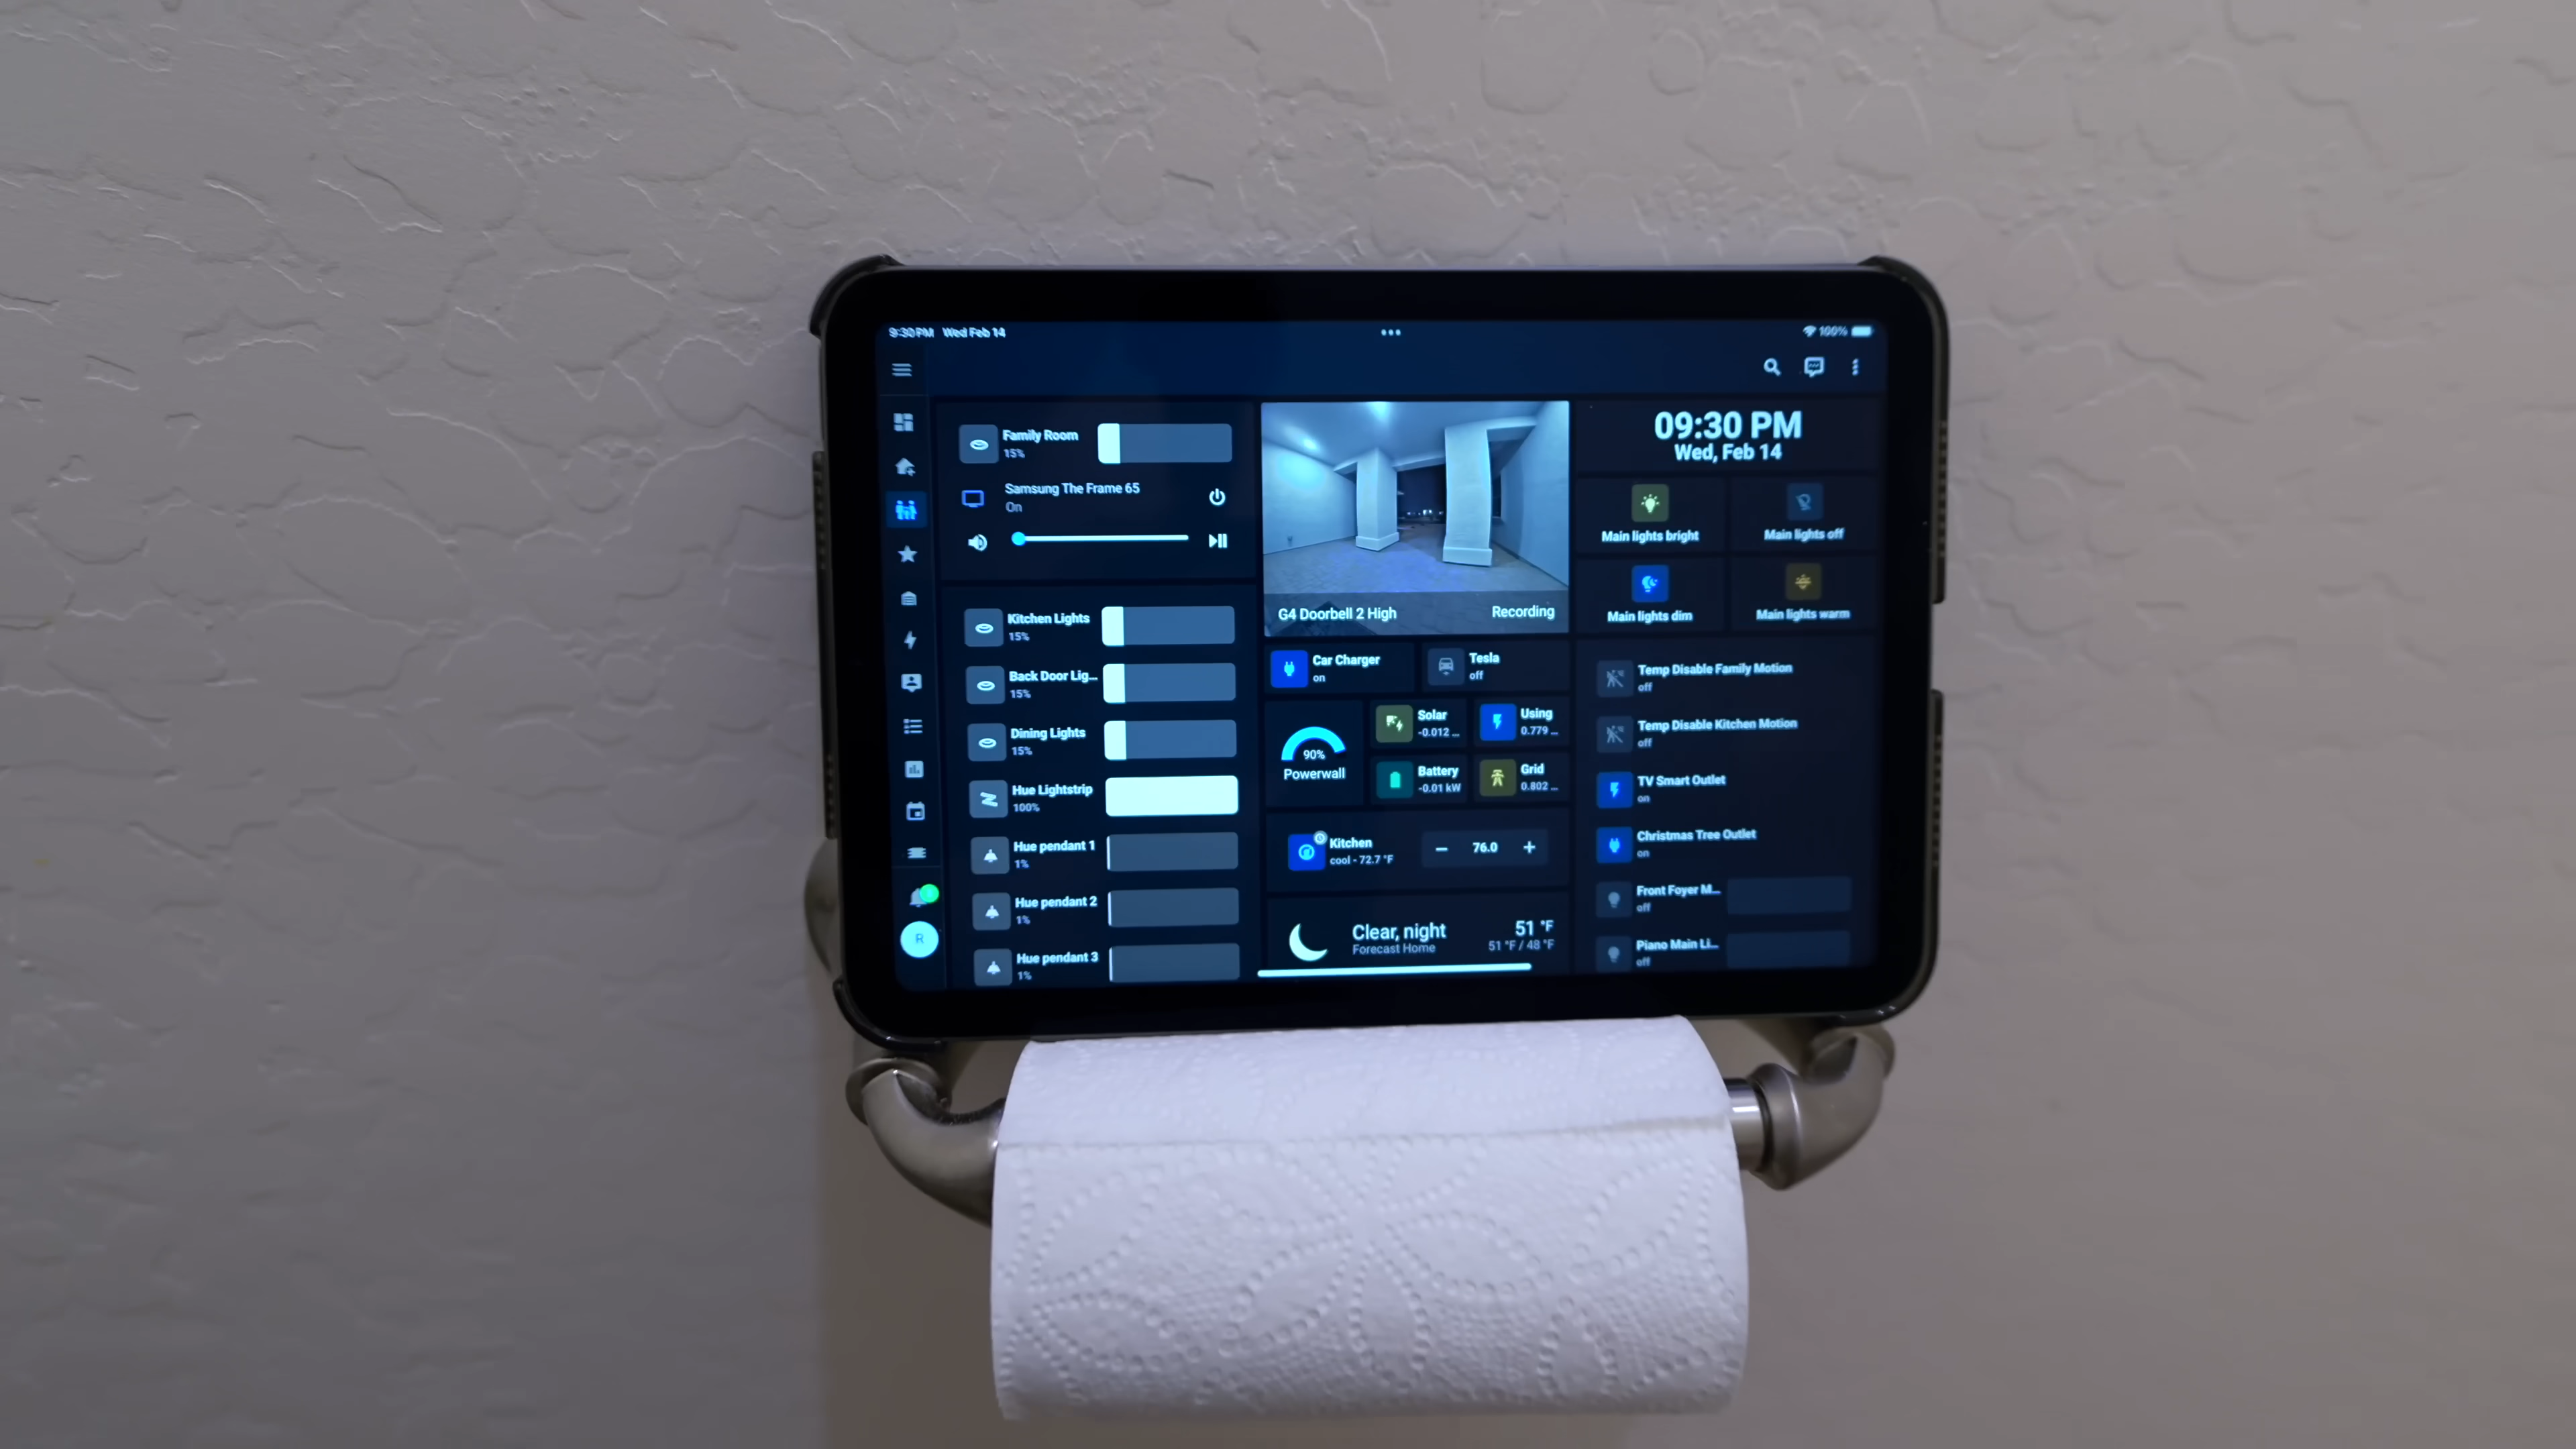 9:30 PM Wed Feb 14
100%
Family Room
15%
Samsung The Frame 65
On
Kitchen Lights
15%
Back Door Lig...
15%
Dining Lights
15%
Hue Lightstrip
100%
Hue pendant 1
1%
Hue pendant 2
1%
Hue pendant 3
1%
R
G4 Doorbell 2 High
Recording
Car Charger
on
Tesla
off
90%
Powerwall
Solar
-0.012 ...
Using
0.779 ...
Battery
-0.01 kW
Grid
0.802 ...
Kitchen
cool - 72.7 °F
− 76.0 +
Clear, night
Forecast Home
51 °F
51 °F / 48 °F
09:30 PM
Wed, Feb 14
Main lights bright
Main lights off
Main lights dim
Main lights warm
Temp Disable Family Motion
off
Temp Disable Kitchen Motion
off
TV Smart Outlet
on
Christmas Tree Outlet
on
Front Foyer M...
off
Piano Main Li...
off